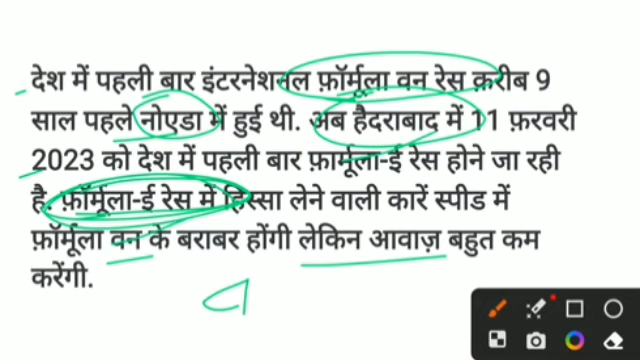 देश में पहली बार इंटरनेशनल फ़ॉर्मूला वन रेस क़रीब 9
साल पहले नोएडा में हुई थी. अब हैदराबाद में 11 फ़रवरी
2023 को देश में पहली बार फ़ार्मूला-ई रेस होने जा रही
है. फ़ॉर्मूला-ई रेस में हिस्सा लेने वाली कारें स्पीड में
फ़ॉर्मूला वन के बराबर होंगी लेकिन आवाज़ बहुत कम
करेंगी.